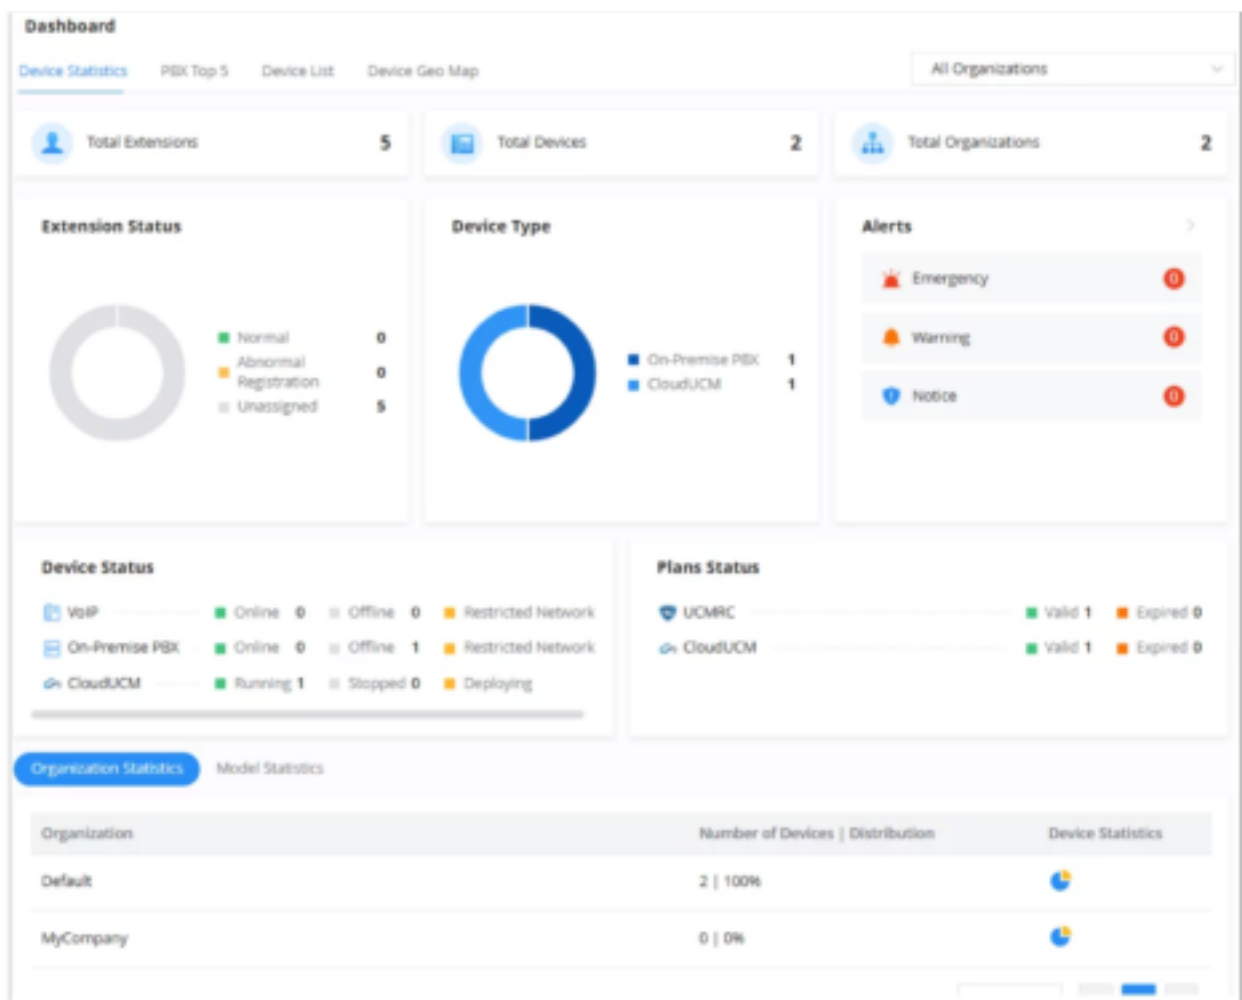 Dashboard
Device Statistics PBX Top 5 Device List Device Geo Map All Organizations
Total Extensions 5 Total Devices 2 Total Organizations 2
Extension Status
Normal 0
Abnormal
Registration 0
Unassigned 5
Device Type
On-Premise PBX 1
CloudUCM 1
Alerts
Emergency 0
Warning 0
Notice 0
Device Status
VoIP Online 0 Offline 0 Restricted Network
On-Premise PBX Online 0 Offline 1 Restricted Network
CloudUCM Running 1 Stopped 0 Deploying
Plans Status
UCMRC Valid 1 Expired 0
CloudUCM Valid 1 Expired 0
Organization Statistics Model Statistics
Organization Number of Devices | Distribution Device Statistics
Default 2 | 100%
MyCompany 0 | 0%